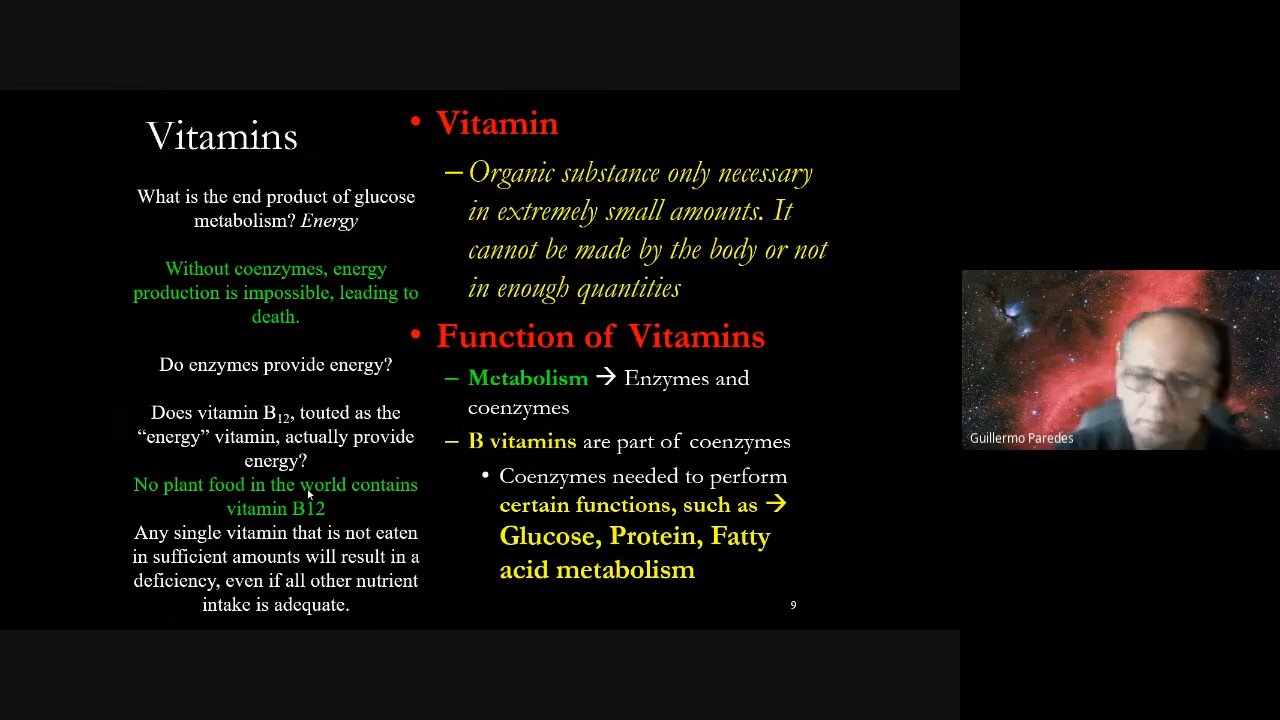 Vitamins
What is the end product of glucose
metabolism? Energy
Without coenzymes, energy
production is impossible, leading to
death.
Do enzymes provide energy?
Does vitamin B12, touted as the
“energy” vitamin, actually provide
energy?
No plant food in the world contains
vitamin B12
Any single vitamin that is not eaten
in sufficient amounts will result in a
deficiency, even if all other nutrient
intake is adequate.
• Vitamin
– Organic substance only necessary
in extremely small amounts. It
cannot be made by the body or not
in enough quantities
• Function of Vitamins
– Metabolism → Enzymes and
coenzymes
– B vitamins are part of coenzymes
• Coenzymes needed to perform
certain functions, such as →
Glucose, Protein, Fatty
acid metabolism
9
Guillermo Paredes